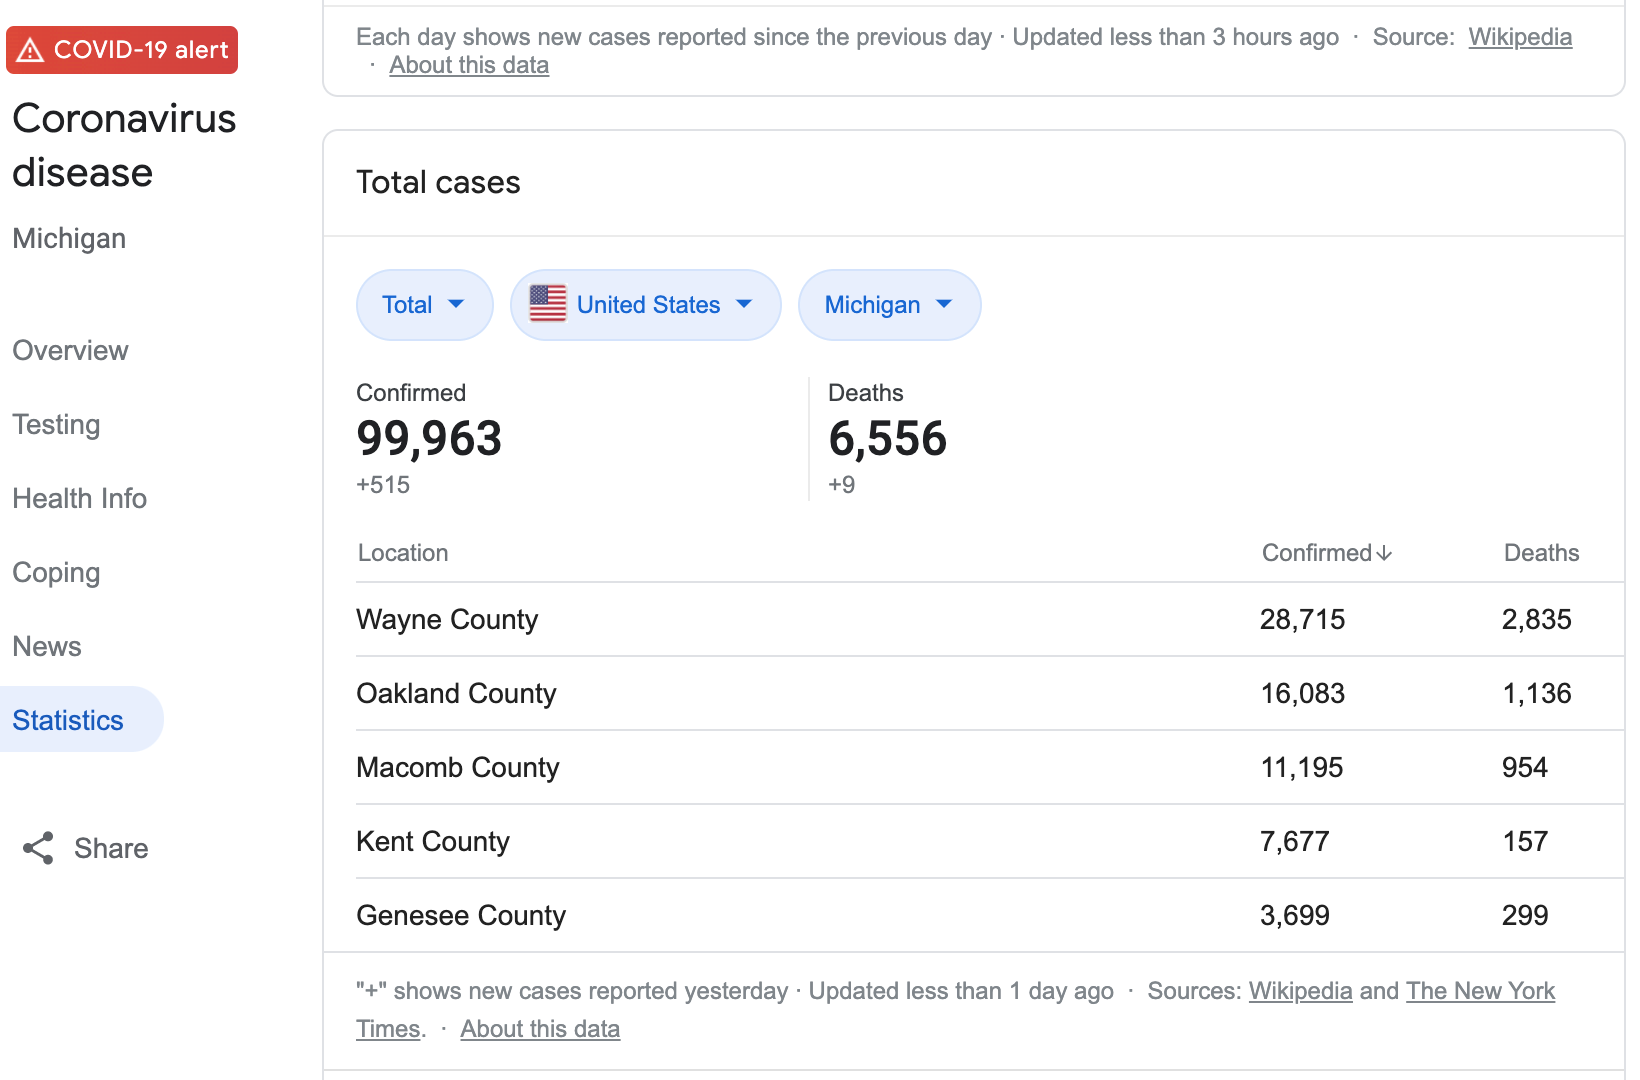 COVID-19 alert
Coronavirus
disease
Michigan
Overview
Testing
Health Info
Coping
News
Statistics
Share
Each day shows new cases reported since the previous day · Updated less than 3 hours ago · Source: Wikipedia
· About this data
Total cases
Total United States Michigan
Confirmed Deaths
99,963 6,556
+515 +9
Location Confirmed↓ Deaths
Wayne County 28,715 2,835
Oakland County 16,083 1,136
Macomb County 11,195 954
Kent County 7,677 157
Genesee County 3,699 299
"+" shows new cases reported yesterday · Updated less than 1 day ago · Sources: Wikipedia and The New York
Times. · About this data